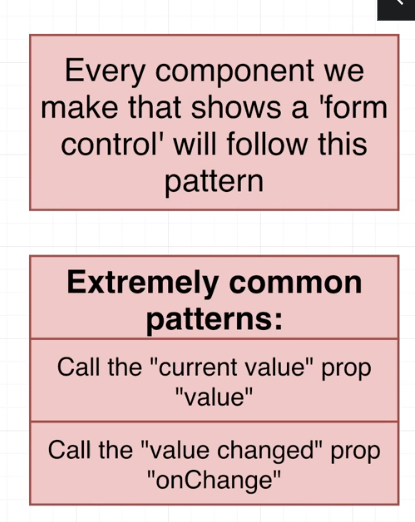 Every component we
make that shows a 'form
control' will follow this
pattern
Extremely common
patterns:
Call the "current value" prop
"value"
Call the "value changed" prop
"onChange"